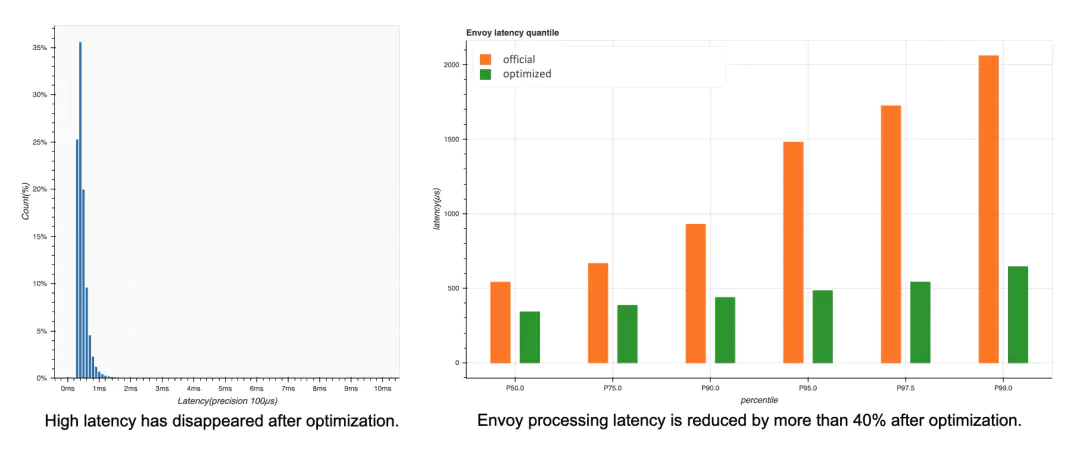 35%
30%
25%
20%
15%
10%
5%
0%
Count(%)
0ms 1ms 2ms 3ms 4ms 5ms 6ms 7ms 8ms 9ms 10ms
Latency(precision 100μs)
High latency has disappeared after optimization.
Envoy latency quantile
official
optimized
2000
1500
1000
500
0
latency(μs)
P50.0 P75.0 P90.0 P95.0 P97.5 P99.0
percentile
Envoy processing latency is reduced by more than 40% after optimization.